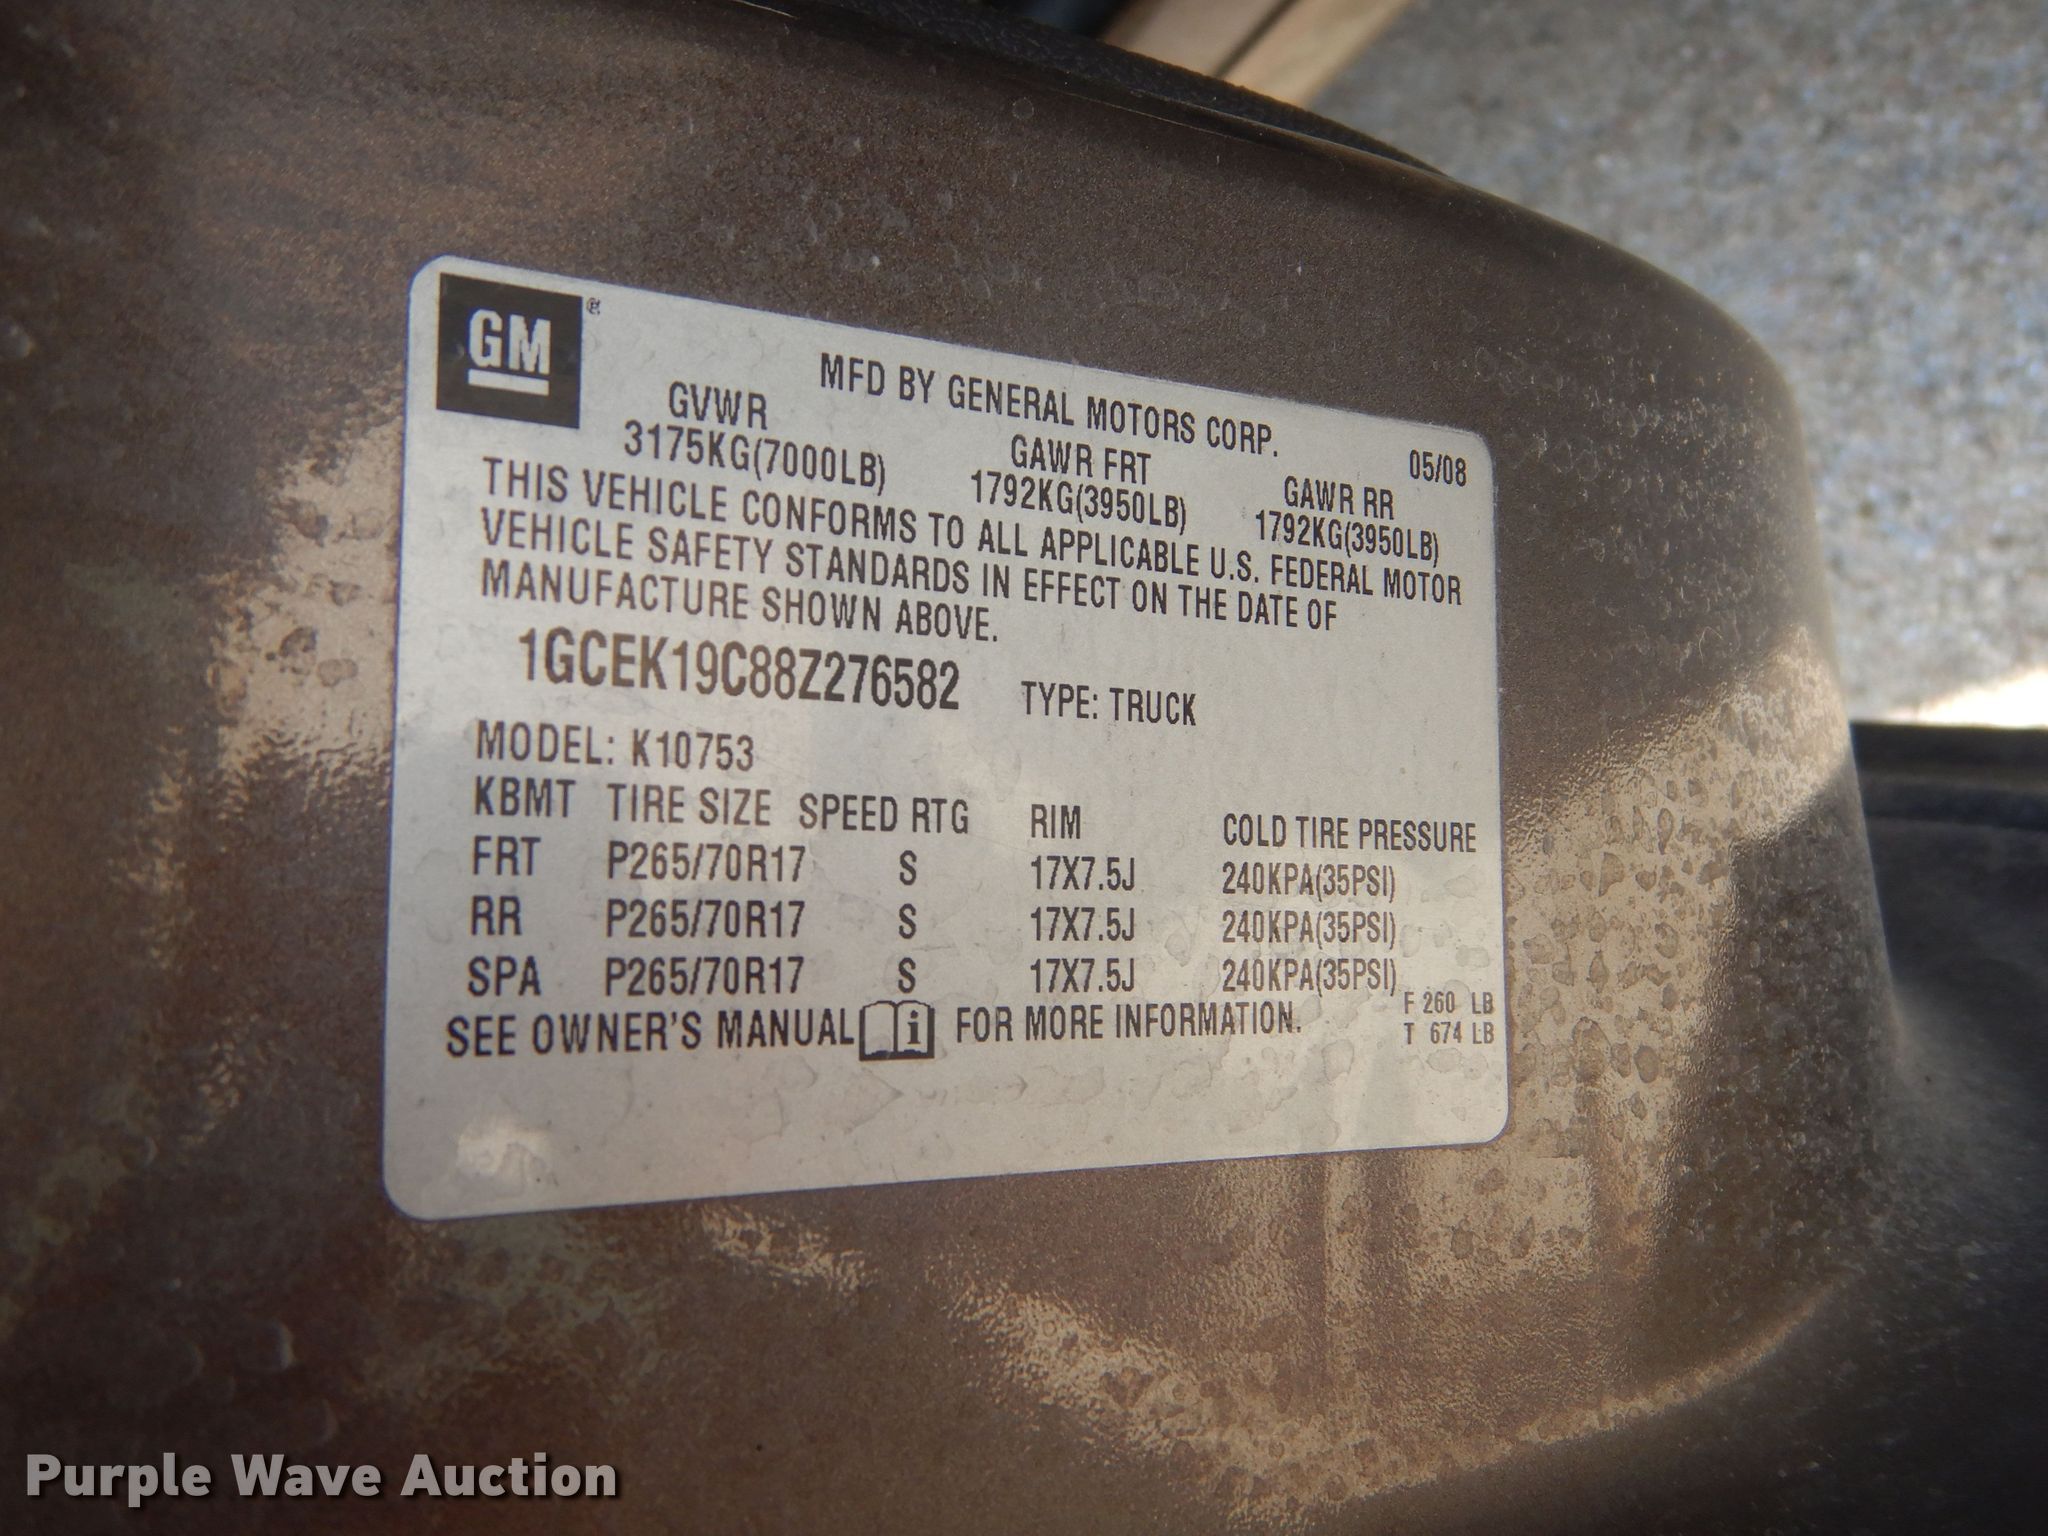 GM ®
MFD BY GENERAL MOTORS CORP. 05/08
GVWR GAWR FRT GAWR RR
3175KG(7000LB) 1792KG(3950LB) 1792KG(3950LB)
THIS VEHICLE CONFORMS TO ALL APPLICABLE U.S. FEDERAL MOTOR
VEHICLE SAFETY STANDARDS IN EFFECT ON THE DATE OF
MANUFACTURE SHOWN ABOVE.
1GCEK19C88Z276582 TYPE: TRUCK
MODEL: K10753
KBMT TIRE SIZE SPEED RTG RIM COLD TIRE PRESSURE
FRT P265/70R17 S 17X7.5J 240KPA(35PSI)
RR P265/70R17 S 17X7.5J 240KPA(35PSI)
SPA P265/70R17 S 17X7.5J 240KPA(35PSI)
SEE OWNER'S MANUAL i FOR MORE INFORMATION.
F 260 LB
T 674 LB
Purple Wave Auction